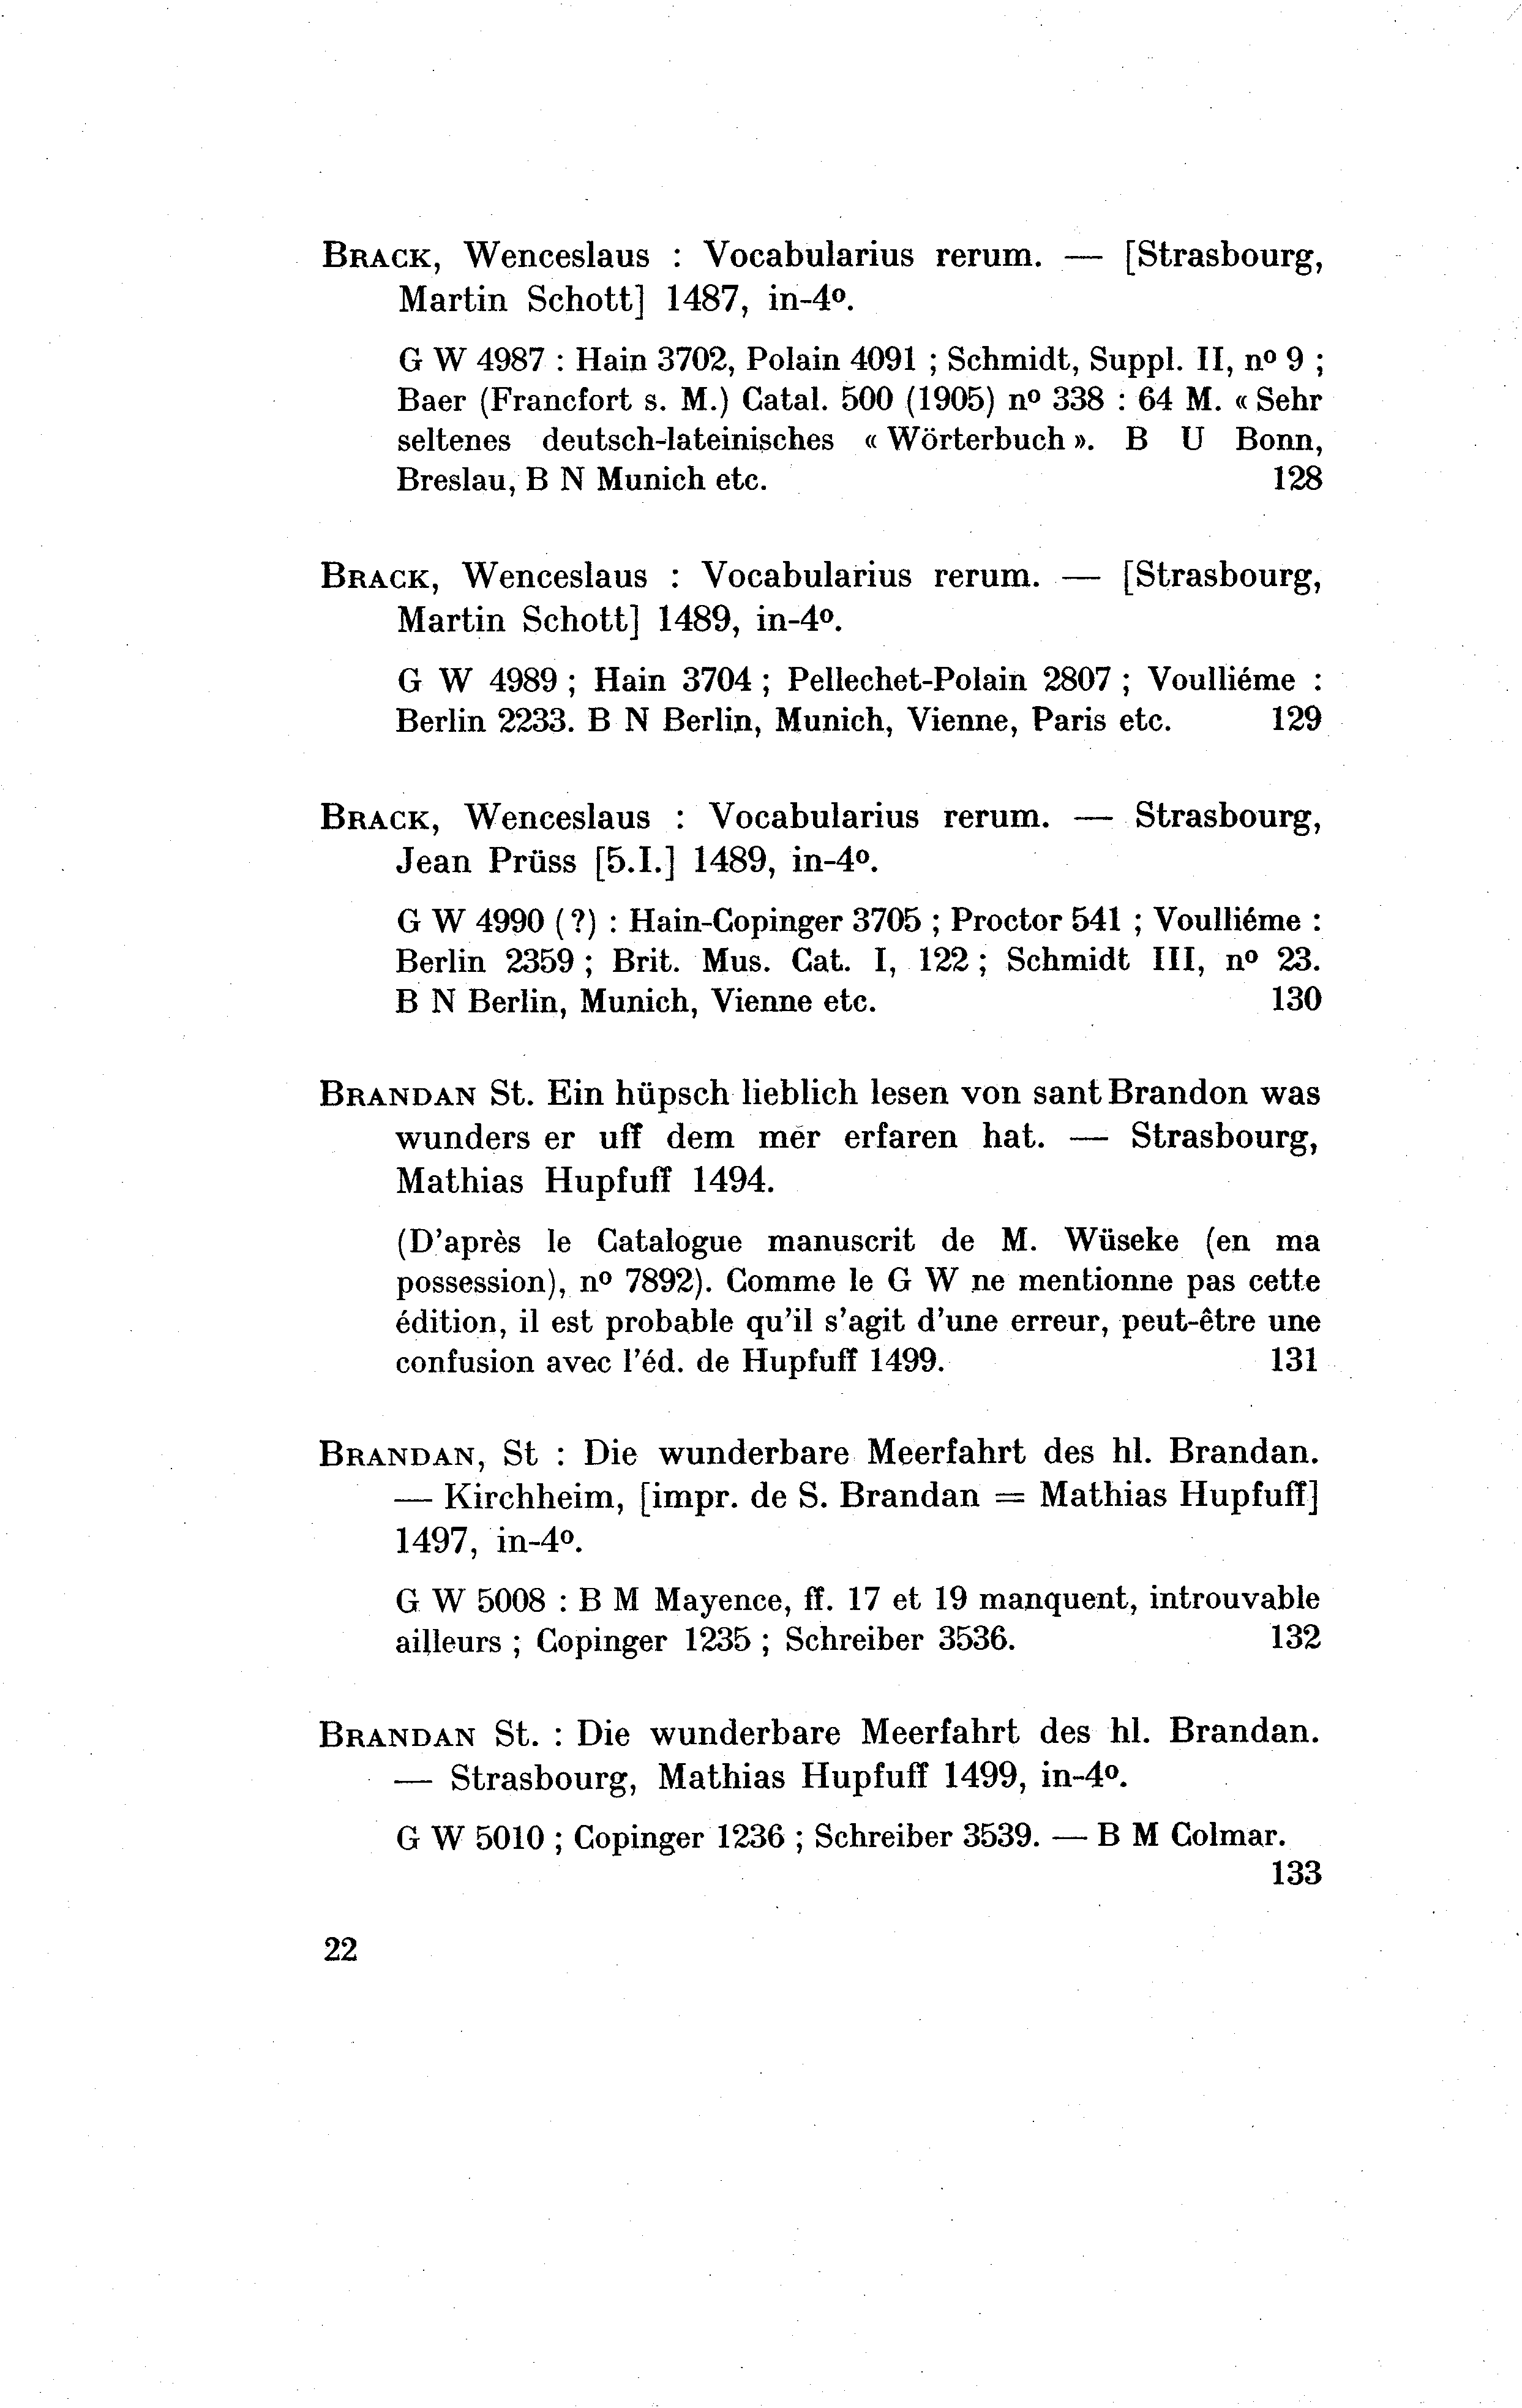 BRACK, Wenceslaus : Vocabularius rerum. — [Strasbourg,
Martin Schott] 1487, in-4º.
G W 4987 : Hain 3702, Polain 4091 ; Schmidt, Suppl. II, nº 9 ;
Baer (Francfort s. M.) Catal. 500 (1905) nº 338 : 64 M. « Sehr
seltenes deutsch-lateinisches « Wörterbuch ». B U Bonn,
Breslau, B N Munich etc. 128
BRACK, Wenceslaus : Vocabularius rerum. — [Strasbourg,
Martin Schott] 1489, in-4º.
G W 4989 ; Hain 3704 ; Pellechet-Polain 2807 ; Voulliéme :
Berlin 2233. B N Berlin, Munich, Vienne, Paris etc. 129
BRACK, Wenceslaus : Vocabularius rerum. — Strasbourg,
Jean Prüss [5.I.] 1489, in-4º.
G W 4990 (?) : Hain-Copinger 3705 ; Proctor 541 ; Voulliéme :
Berlin 2359 ; Brit. Mus. Cat. I, 122 ; Schmidt III, nº 23.
B N Berlin, Munich, Vienne etc. 130
BRANDAN St. Ein hüpsch lieblich lesen von sant Brandon was
wunders er uff dem mer erfaren hat. — Strasbourg,
Mathias Hupfuff 1494.
(D'après le Catalogue manuscrit de M. Wüseke (en ma
possession), nº 7892). Comme le G W ne mentionne pas cette
édition, il est probable qu'il s'agit d'une erreur, peut-être une
confusion avec l'éd. de Hupfuff 1499. 131
BRANDAN, St : Die wunderbare Meerfahrt des hl. Brandan.
— Kirchheim, [impr. de S. Brandan = Mathias Hupfuff]
1497, in-4º.
G W 5008 : B M Mayence, ff. 17 et 19 manquent, introuvable
ailleurs ; Copinger 1235 ; Schreiber 3536. 132
BRANDAN St. : Die wunderbare Meerfahrt des hl. Brandan.
— Strasbourg, Mathias Hupfuff 1499, in-4º.
G W 5010 ; Copinger 1236 ; Schreiber 3539. — B M Colmar.
133
22